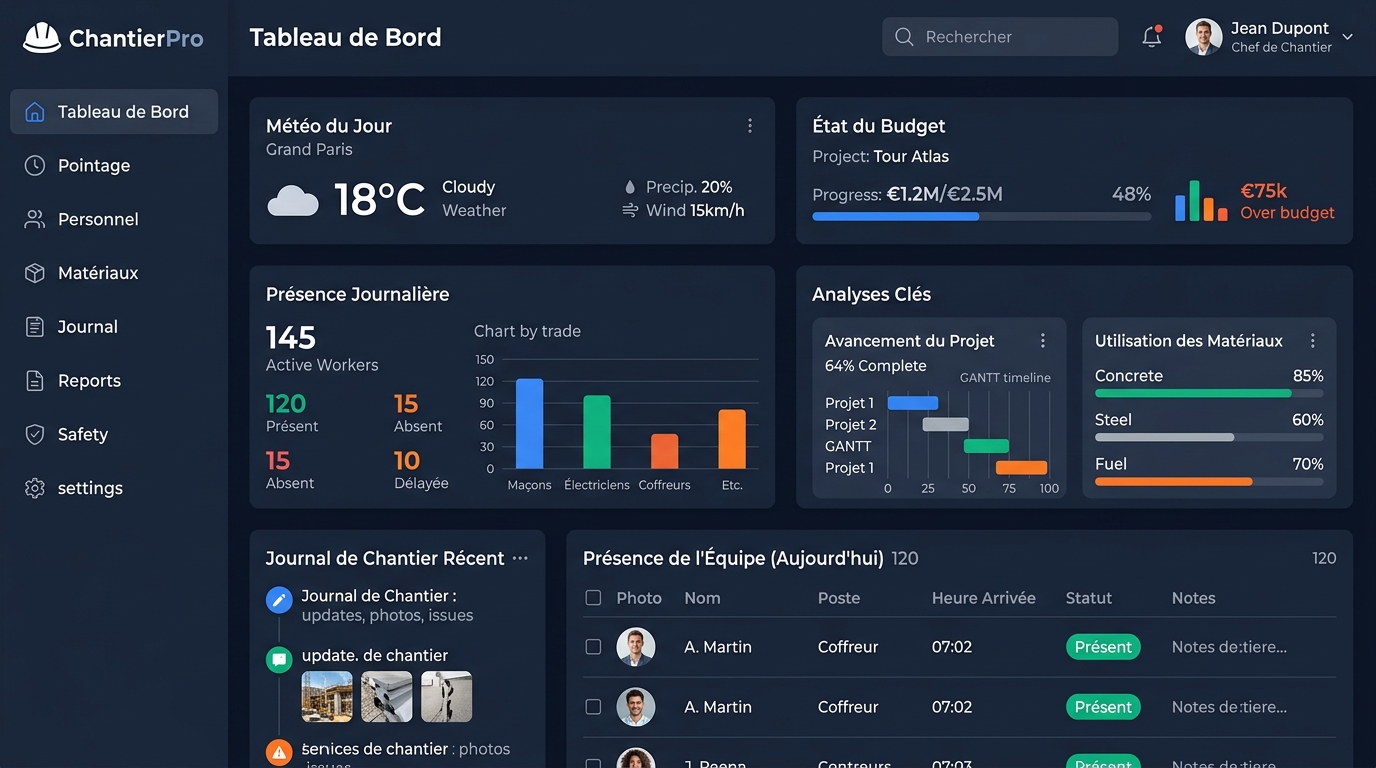 ChantierPro
Tableau de Bord
Rechercher
Jean Dupont
Chef de Chantier
Tableau de Bord
Pointage
Personnel
Matériaux
Journal
Reports
Safety
settings
Météo du Jour
Grand Paris
18°C
Cloudy
Weather
Precip. 20%
Wind 15km/h
État du Budget
Project: Tour Atlas
Progress: €1.2M/€2.5M 48%
€75k
Over budget
Présence Journalière
145
Active Workers
120
Présent
15
Absent
15
Absent
10
Délayée
Chart by trade
150
120
90
60
30
0
Maçons Électriciens Coffreurs Etc.
Analyses Clés
Avancement du Projet
64% Complete
GANTT timeline
Projet 1
Projet 2
GANTT
Projet 1
0 25 50 75 100
Utilisation des Matériaux
Concrete 85%
Steel 60%
Fuel 70%
Journal de Chantier Récent
Journal de Chantier :
updates, photos, issues
update. de chantier
de chantier : photos
Présence de l'Équipe (Aujourd'hui) 120 120
Photo Nom Poste Heure Arrivée Statut Notes
A. Martin Coffreur 07:02 Présent Notes de:tiere...
A. Martin Coffreur 07:02 Présent Notes de:tiere...
07:03 Présent